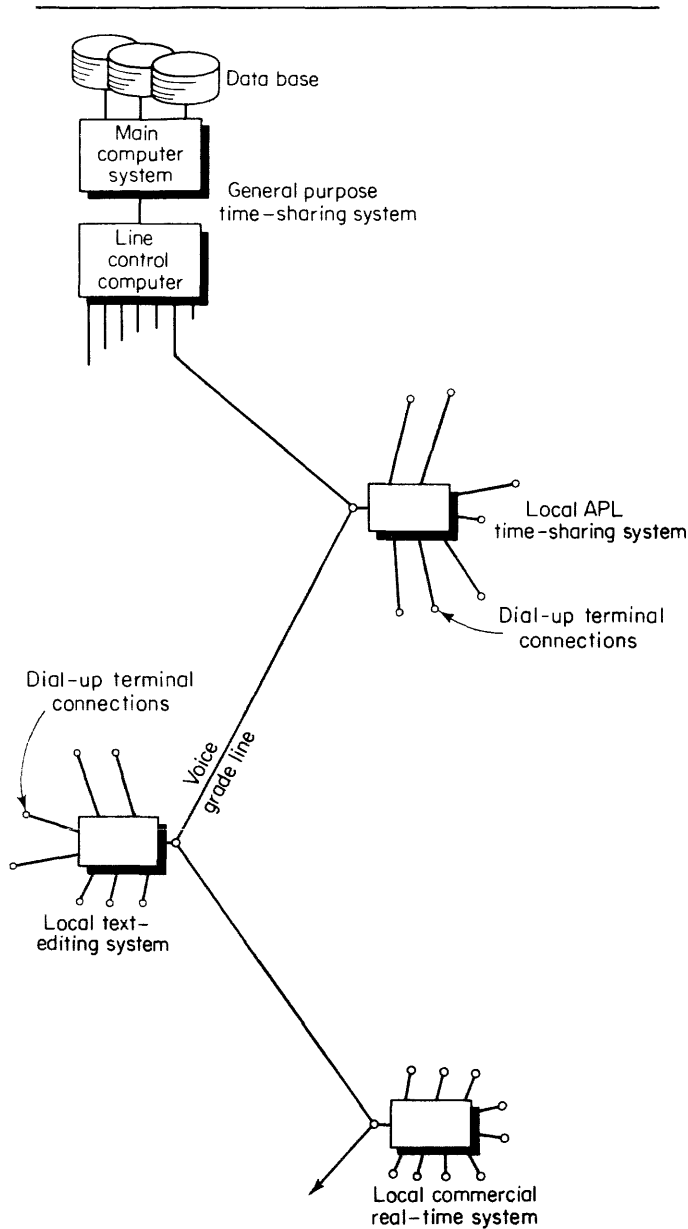 Data base
Main
computer
system
General purpose
time-sharing system
Line
control
computer
Local APL
time-sharing system
Dial-up terminal
connections
Dial-up terminal
connections
Voice
grade line
Local text-
editing system
Local commercial
real-time system